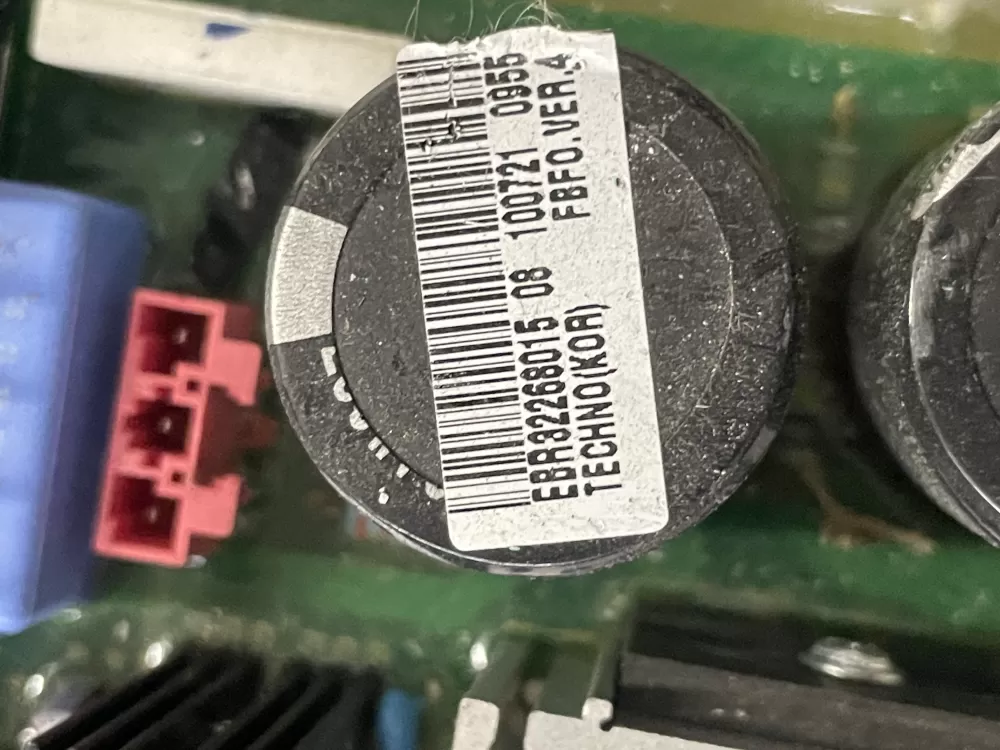 EBR32268015 08 100721 0955
TECHNO(KOR) FBFO.VER.4